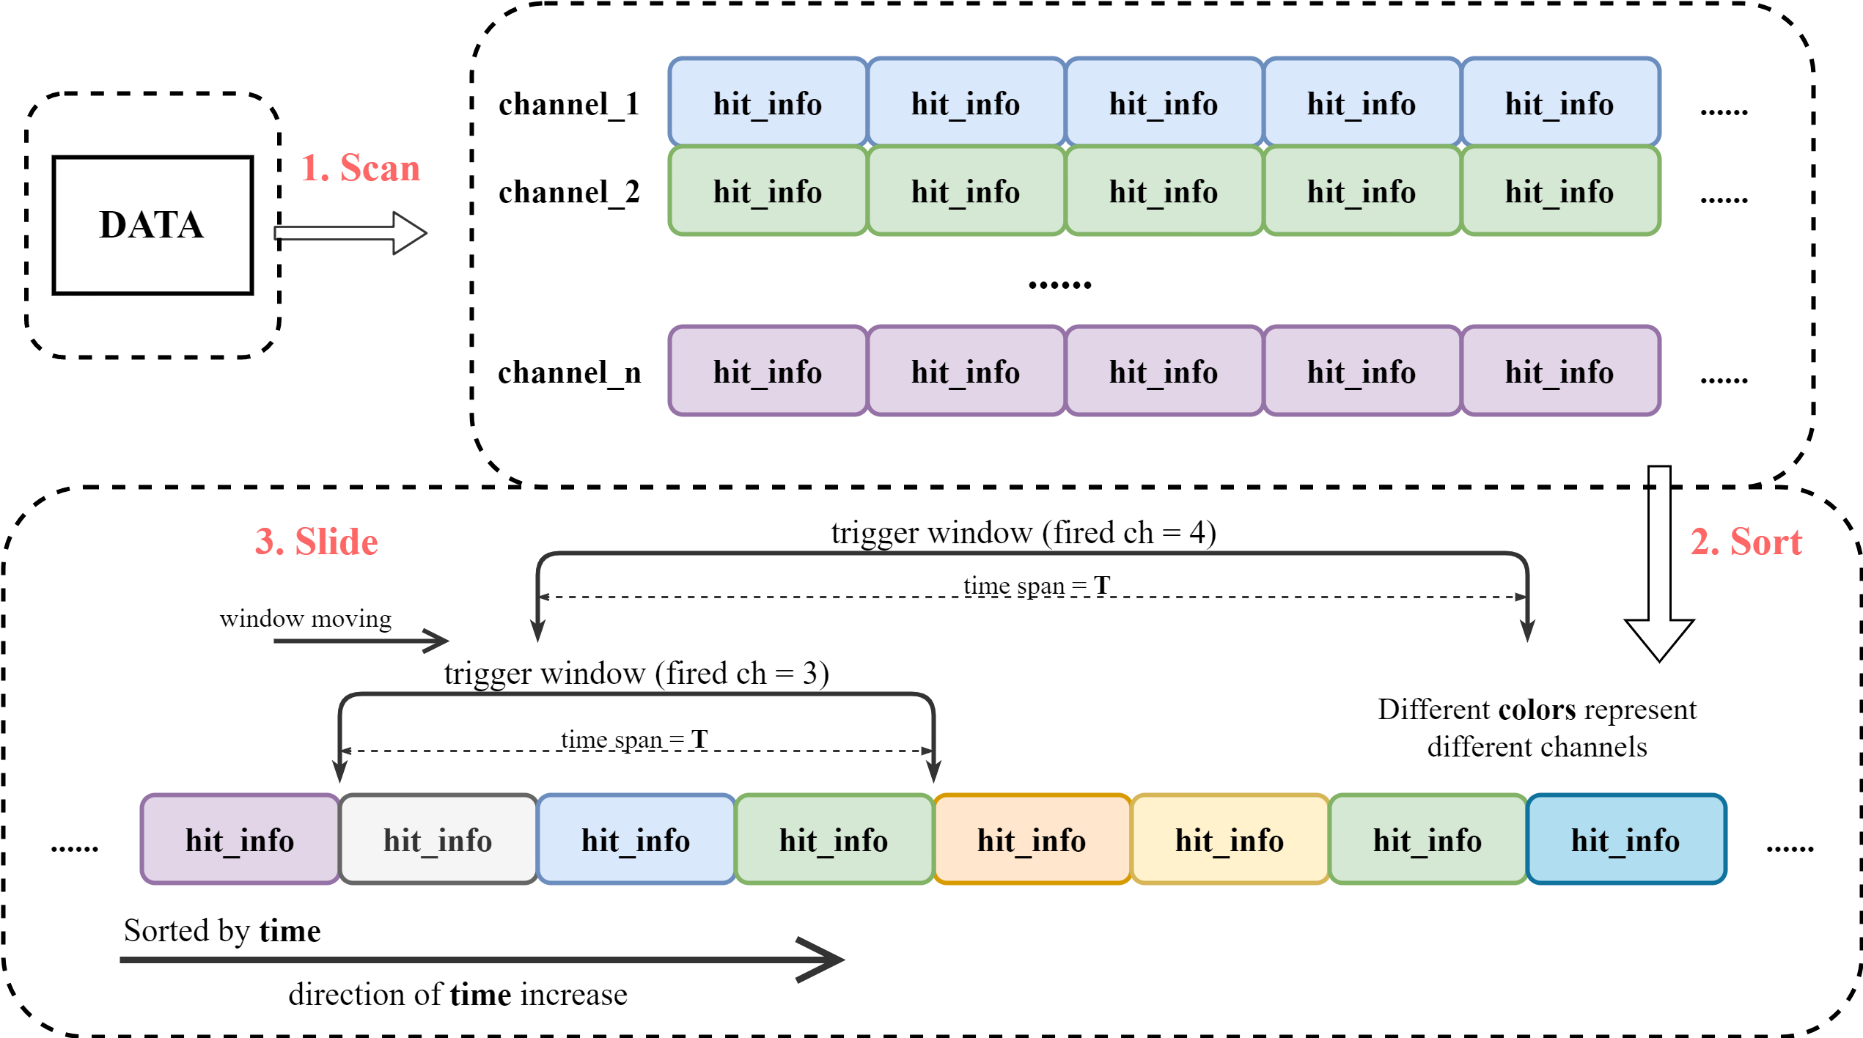 DATA
1. Scan
channel_1 hit_info hit_info hit_info hit_info hit_info ......
channel_2 hit_info hit_info hit_info hit_info hit_info ......
......
channel_n hit_info hit_info hit_info hit_info hit_info ......
2. Sort
3. Slide
trigger window (fired ch = 4)
time span = T
window moving
trigger window (fired ch = 3)
time span = T
Different colors represent
different channels
...... hit_info hit_info hit_info hit_info hit_info hit_info hit_info hit_info ......
Sorted by time
direction of time increase